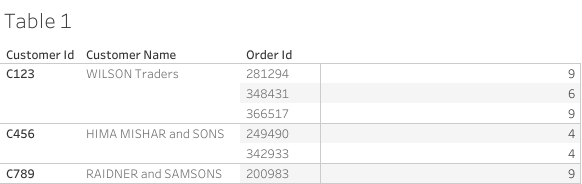 Table 1
Customer Id Customer Name Order Id
C123 WILSON Traders 281294 9
348431 6
366517 9
C456 HIMA MISHAR and SONS 249490 4
342933 4
C789 RAIDNER and SAMSONS 200983 9